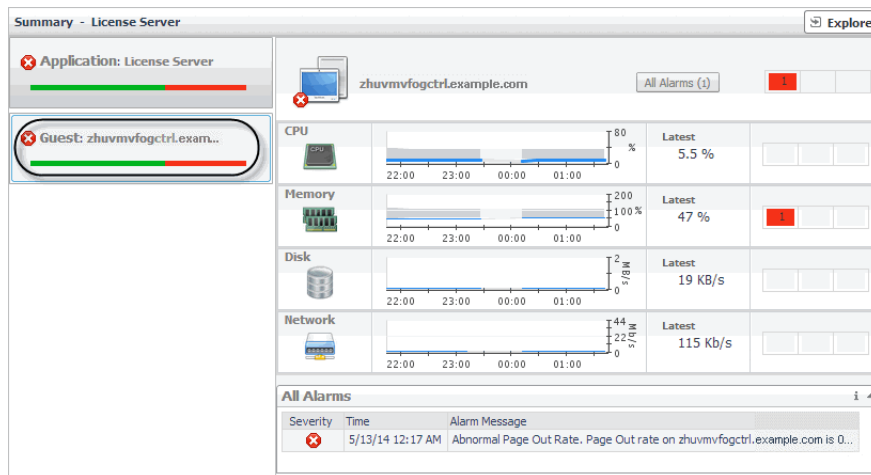 Summary - License Server
Explore
Application: License Server
Guest: zhuvmvfogctrl.exam...
zhuvmvfogctrl.example.com
All Alarms (1)
1
CPU
CPU
80
%
0
22:00 23:00 00:00 01:00
Latest
5.5 %
Memory
200
100 %
0
22:00 23:00 00:00 01:00
Latest
47 %
1
Disk
2
MB/s
0
22:00 23:00 00:00 01:00
Latest
19 KB/s
Network
44
22
Mb/s
0
22:00 23:00 00:00 01:00
Latest
115 Kb/s
All Alarms
i
Severity Time Alarm Message
5/13/14 12:17 AM Abnormal Page Out Rate. Page Out rate on zhuvmvfogctrl.example.com is 0...